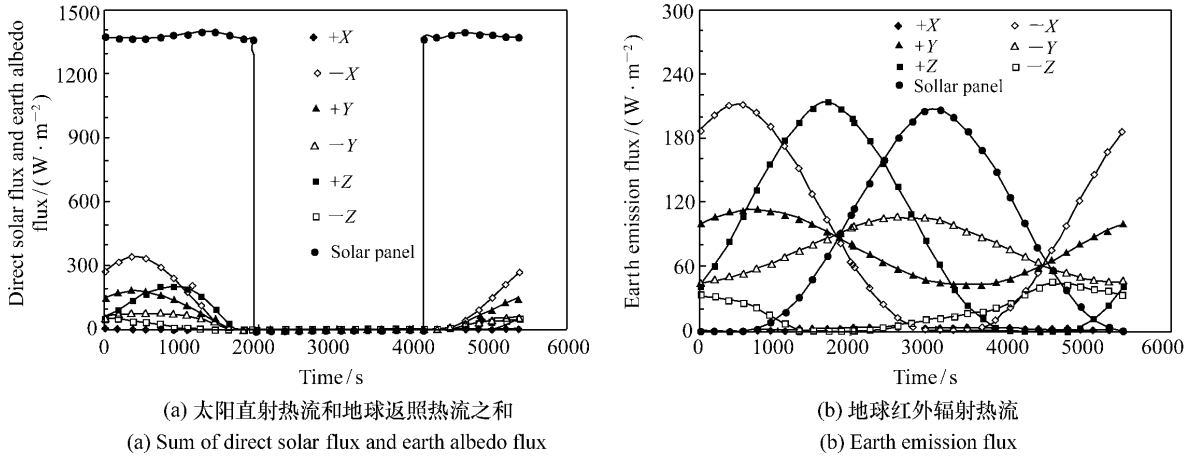 Direct solar flux and earth albedo
flux/(W·m⁻²)
1500
1200
900
600
300
0
+X
—X
+Y
—Y
+Z
—Z
Solar panel
0 1000 2000 3000 4000 5000 6000
Time/s
(a) 太阳直射热流和地球返照热流之和
(a) Sum of direct solar flux and earth albedo flux
Earth emission flux/(W·m⁻²)
300
240
180
120
60
0
+X —X
+Y —Y
+Z —Z
Sollar panel
0 1000 2000 3000 4000 5000 6000
Time/s
(b) 地球红外辐射热流
(b) Earth emission flux